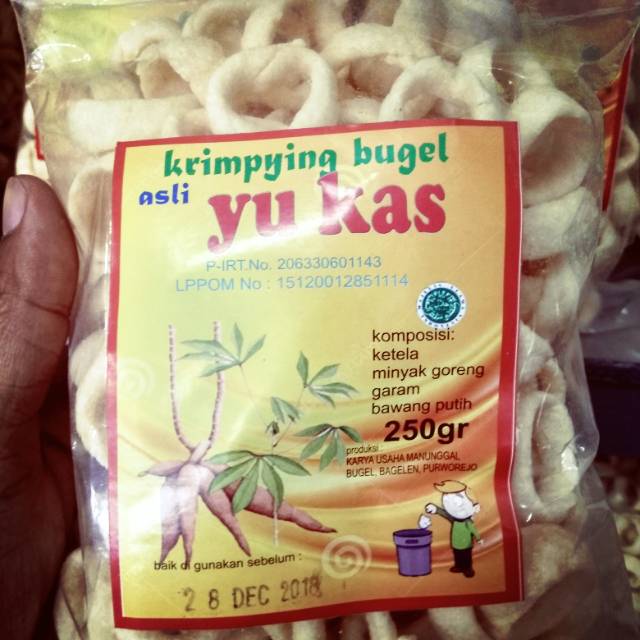 krimpying bugel
asli
yu kas
P-IRT.No. 206330601143
LPPOM No : 15120012851114
komposisi:
ketela
minyak goreng
garam
bawang putih
250gr
produksi
KARYA USAHA MANUNGGAL
BUGEL, BAGELEN, PURWOREJO
baik di gunakan sebelum :
28 DEC 2018